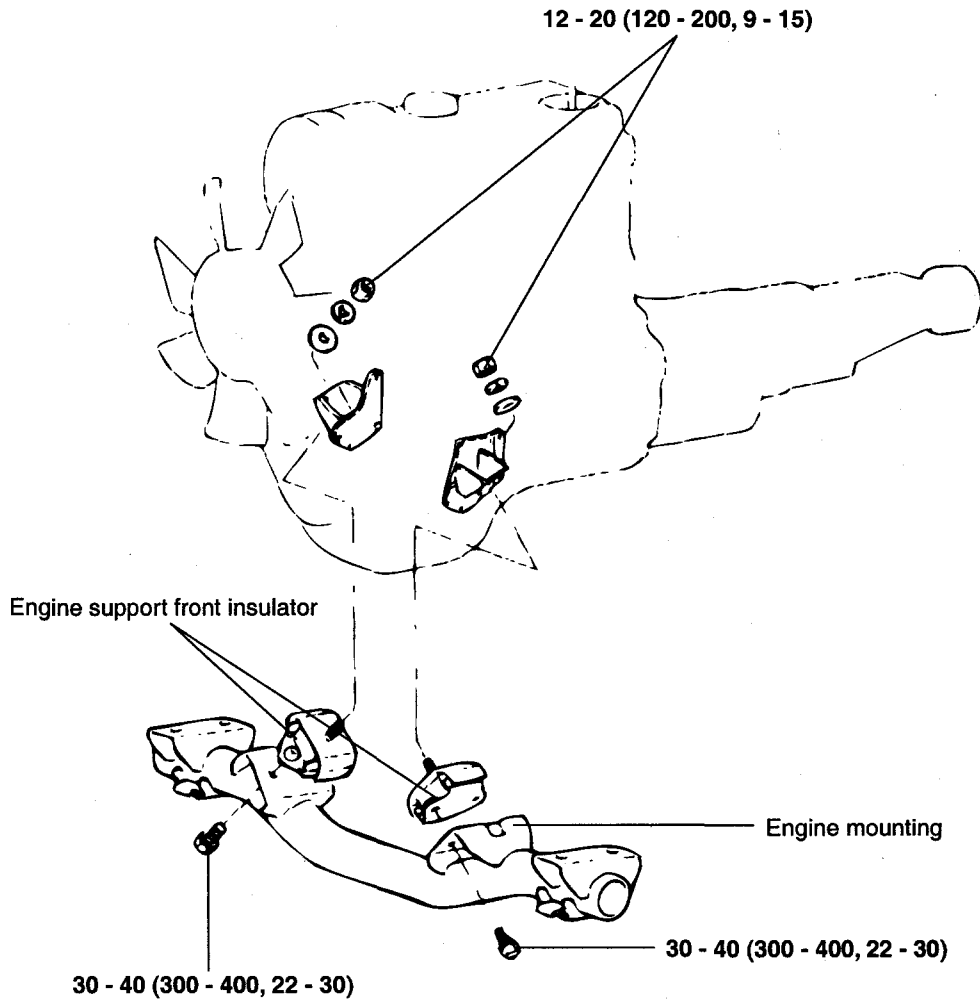 12 - 20 (120 - 200, 9 - 15)
Engine support front insulator
Engine mounting
30 - 40 (300 - 400, 22 - 30)
30 - 40 (300 - 400, 22 - 30)